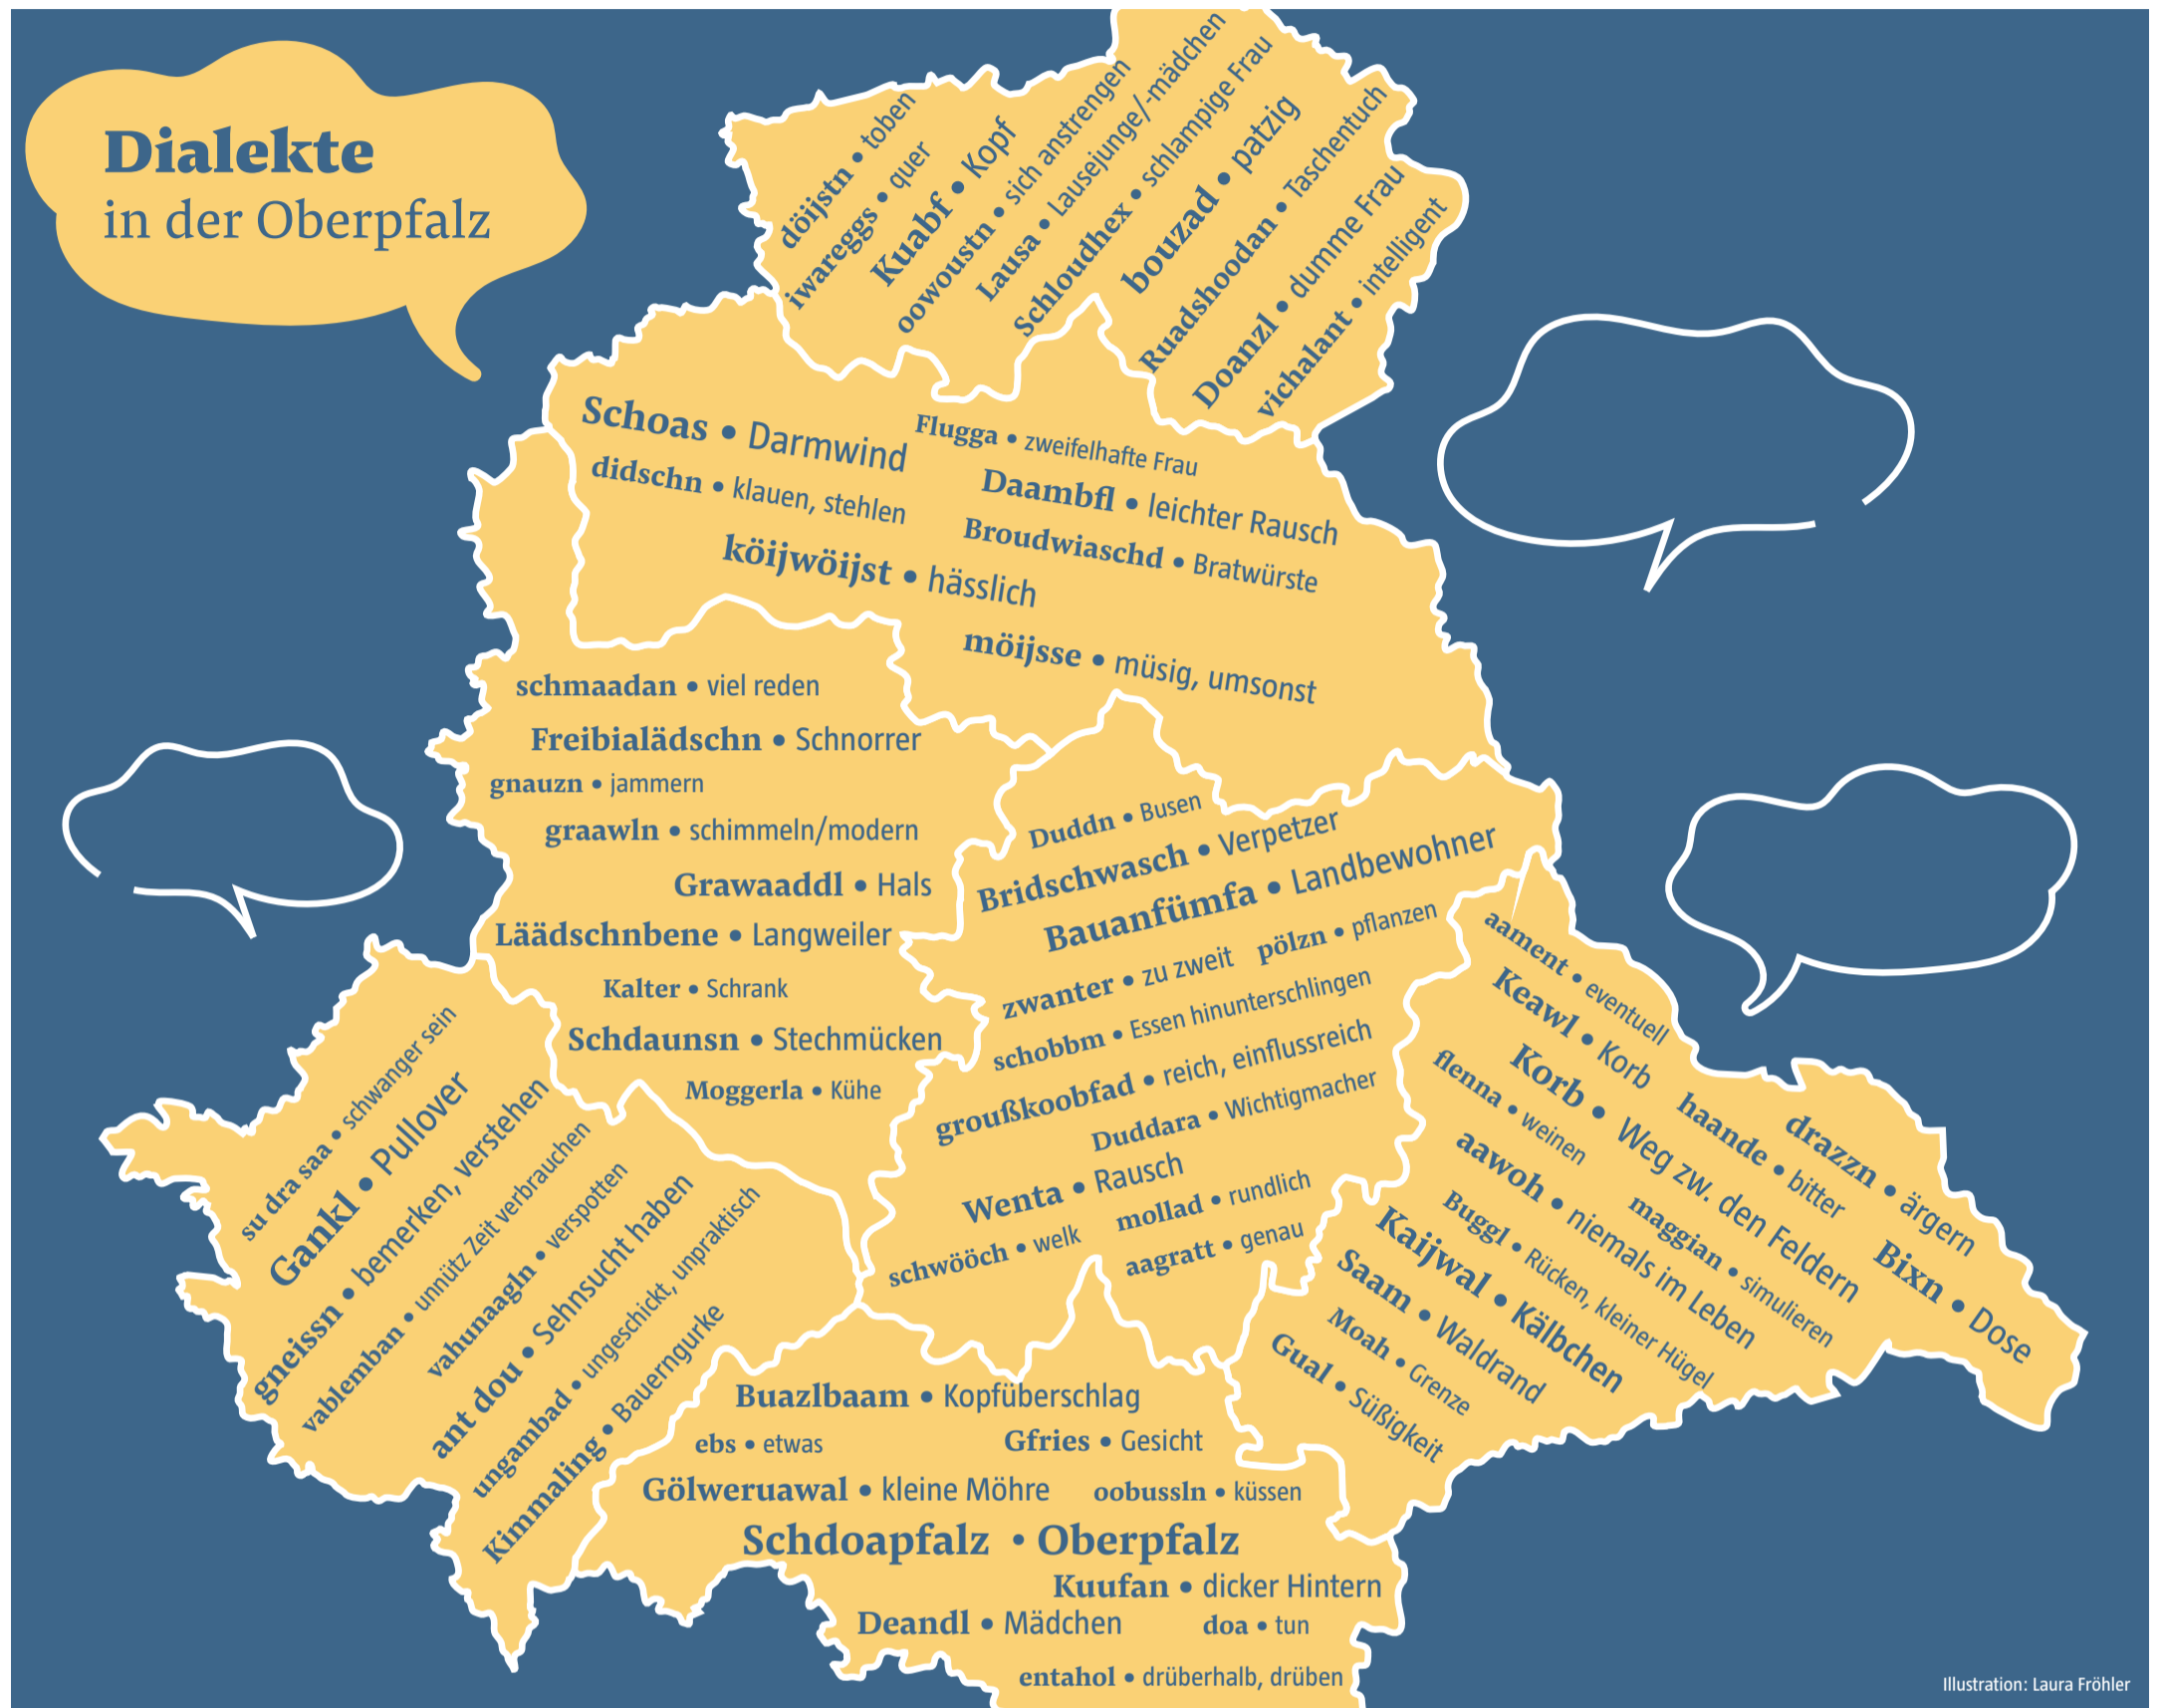 Dialekte
in der Oberpfalz
döijstn • toben
iwareggs • quer
Kuabf • Kopf
oowoustn • sich anstrengen
Lausa • Lausejunge/-mädchen
Schloudhex • schlampige Frau
bouzad • patzig
Ruadshoodan • Taschentuch
Doanzl • dumme Frau
vichalant • intelligent
Schoas • Darmwind
Flugga • zweifelhafte Frau
didschn • klauen, stehlen
Daambfl • leichter Rausch
Broudwiaschd • Bratwürste
köijwöijst • hässlich
möijsse • müsig, umsonst
schmaadan • viel reden
Freibialädschn • Schnorrer
gnauzn • jammern
graawln • schimmeln/modern
Grawaaddl • Hals
Läädschnbene • Langweiler
Kalter • Schrank
Schdaunsn • Stechmücken
Moggerla • Kühe
Duddn • Busen
Bridschwasch • Verpetzer
Bauanfümfa • Landbewohner
zwanter • zu zweit
pölzn • pflanzen
schobbm • Essen hinunterschlingen
groußkoobfad • reich, einflussreich
Duddara • Wichtigmacher
Wenta • Rausch
mollad • rundlich
schwööch • welk
aagratt • genau
aament • eventuell
Keawl • Korb
Korb • Weg zw. den Feldern
haande • bitter
drazzn • ärgern
flenna • weinen
aawoh • niemals im Leben
maggian • simulieren
Bixn • Dose
Buggl • Rücken, kleiner Hügel
Kaijwal • Kälbchen
Saam • Waldrand
Moah • Grenze
Gual • Süßigkeit
su dra saa • schwanger sein
Gankl • Pullover
gneissn • bemerken, verstehen
vablemban • unnütz Zeit verbrauchen
vahunaagln • verspotten
ant dou • Sehnsucht haben
ungambad • ungeschickt, unpraktisch
Kimmaling • Bauerngurke
Buazlbaam • Kopfüberschlag
ebs • etwas
Gfries • Gesicht
Gölweruawal • kleine Möhre
oobussln • küssen
Schdoapfalz • Oberpfalz
Kuufan • dicker Hintern
Deandl • Mädchen
doa • tun
entahol • drüberhalb, drüben
Illustration: Laura Fröhler